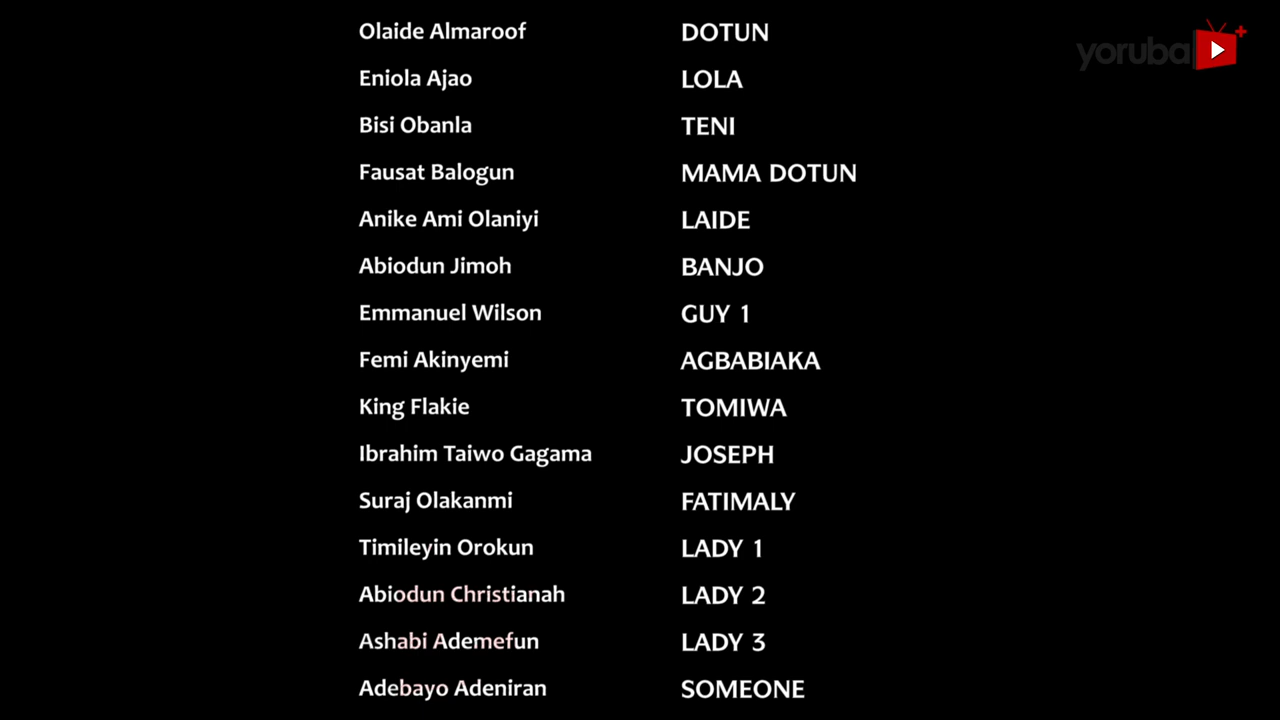 Olaide Almaroof DOTUN
Eniola Ajao LOLA
Bisi Obanla TENI
Fausat Balogun MAMA DOTUN
Anike Ami Olaniyi LAIDE
Abiodun Jimoh BANJO
Emmanuel Wilson GUY 1
Femi Akinyemi AGBABIAKA
King Flakie TOMIWA
Ibrahim Taiwo Gagama JOSEPH
Suraj Olakanmi FATIMALY
Timileyin Orokun LADY 1
Abiodun Christianah LADY 2
Ashabi Ademefun LADY 3
Adebayo Adeniran SOMEONE
yoruba +